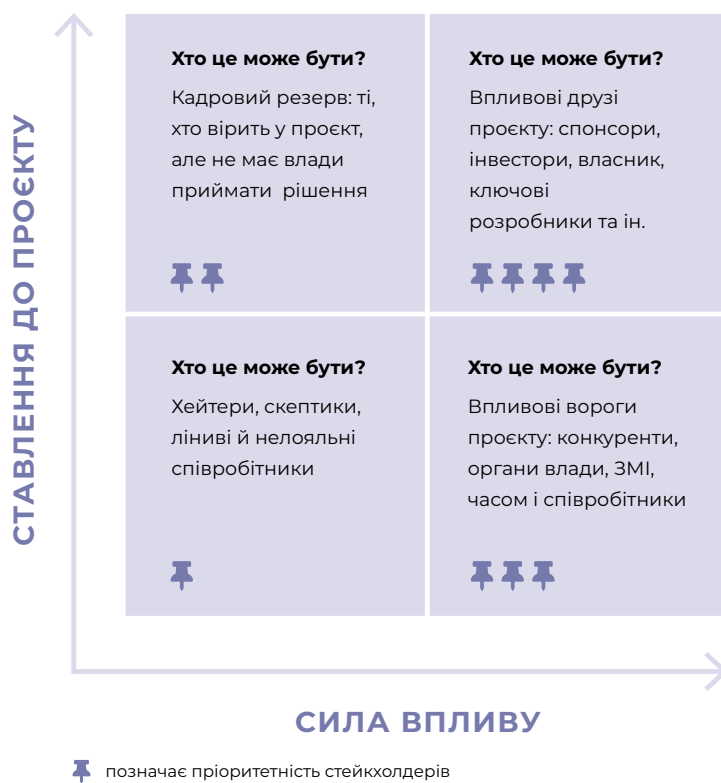 СТАВЛЕННЯ ДО ПРОЄКТУ
Хто це може бути?
Кадровий резерв: ті,
хто вірить у проєкт,
але не має влади
приймати рішення
Хто це може бути?
Впливові друзі
проєкту: спонсори,
інвестори, власник,
ключові
розробники та ін.
Хто це може бути?
Хейтери, скептики,
ліниві й нелояльні
співробітники
Хто це може бути?
Впливові вороги
проєкту: конкуренти,
органи влади, ЗМІ,
часом і співробітники
СИЛА ВПЛИВУ
позначає пріоритетність стейкхолдерів